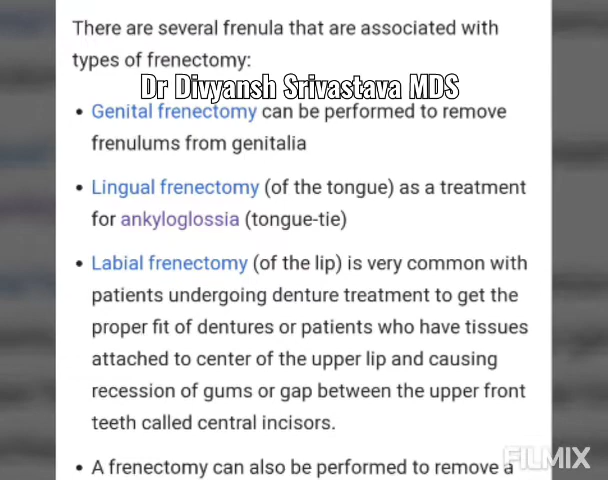 There are several frenula that are associated with
types of frenectomy:
Dr Divyansh Srivastava MDS
• Genital frenectomy can be performed to remove
frenulums from genitalia
• Lingual frenectomy (of the tongue) as a treatment
for ankyloglossia (tongue-tie)
• Labial frenectomy (of the lip) is very common with
patients undergoing denture treatment to get the
proper fit of dentures or patients who have tissues
attached to center of the upper lip and causing
recession of gums or gap between the upper front
teeth called central incisors.
• A frenectomy can also be performed to remove a
FILMIX